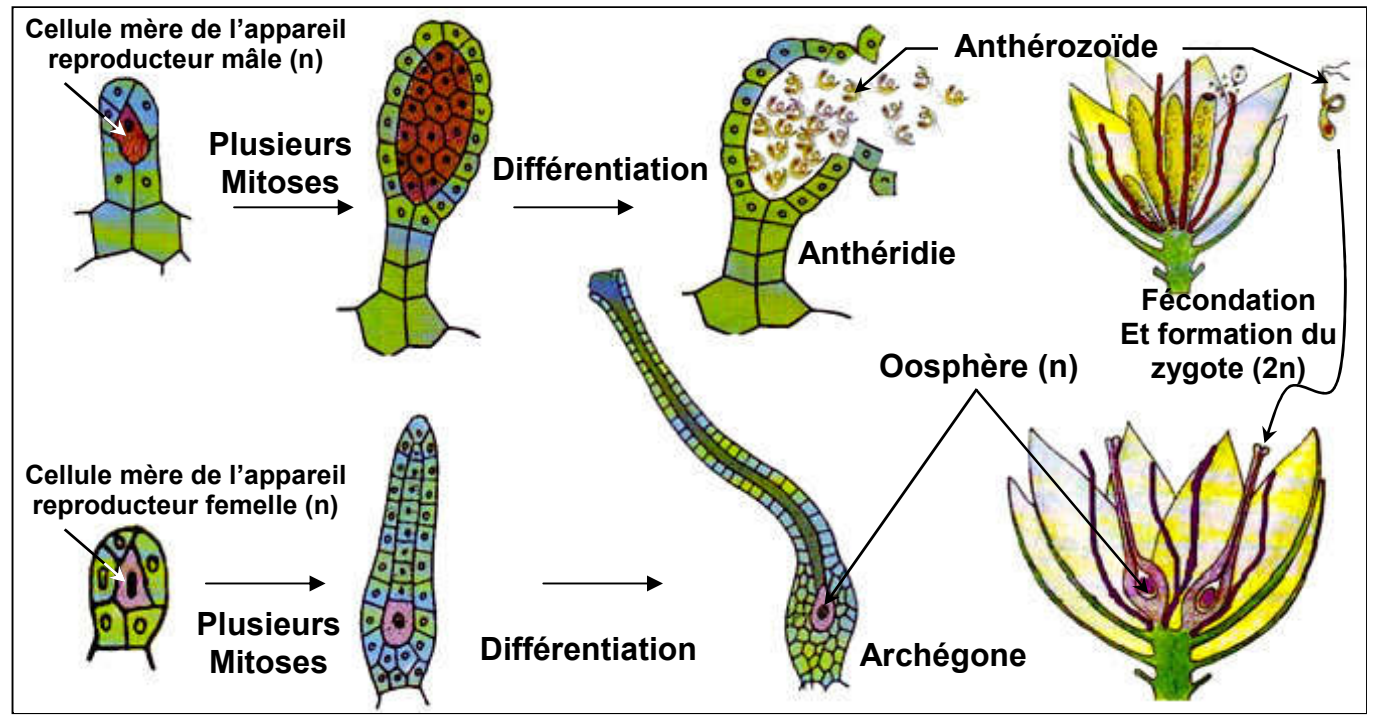 Cellule mère de l'appareil
reproducteur mâle (n)
Plusieurs
Mitoses
Différentiation
Anthérozoïde
Anthéridie
Fécondation
Et formation du
zygote (2n)
Oosphère (n)
Cellule mère de l'appareil
reproducteur femelle (n)
Plusieurs
Mitoses
Différentiation
Archégone